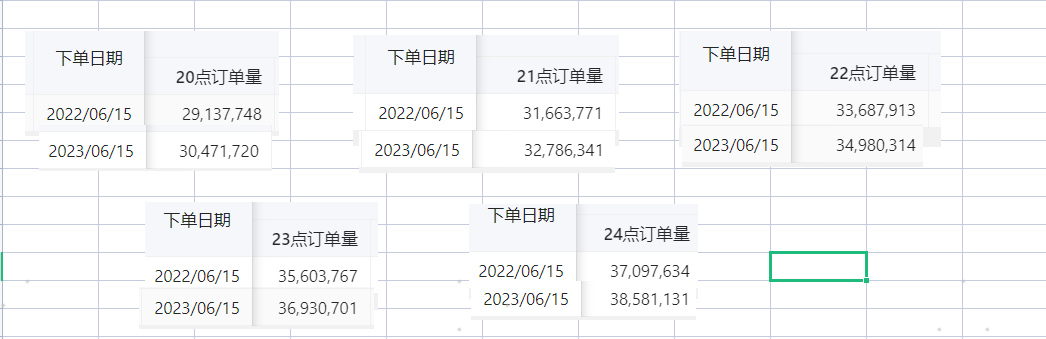 下单日期 20点订单量
2022/06/15 29,137,748
2023/06/15 30,471,720
下单日期 21点订单量
2022/06/15 31,663,771
2023/06/15 32,786,341
下单日期 22点订单量
2022/06/15 33,687,913
2023/06/15 34,980,314
下单日期 23点订单量
2022/06/15 35,603,767
2023/06/15 36,930,701
下单日期 24点订单量
2022/06/15 37,097,634
2023/06/15 38,581,131